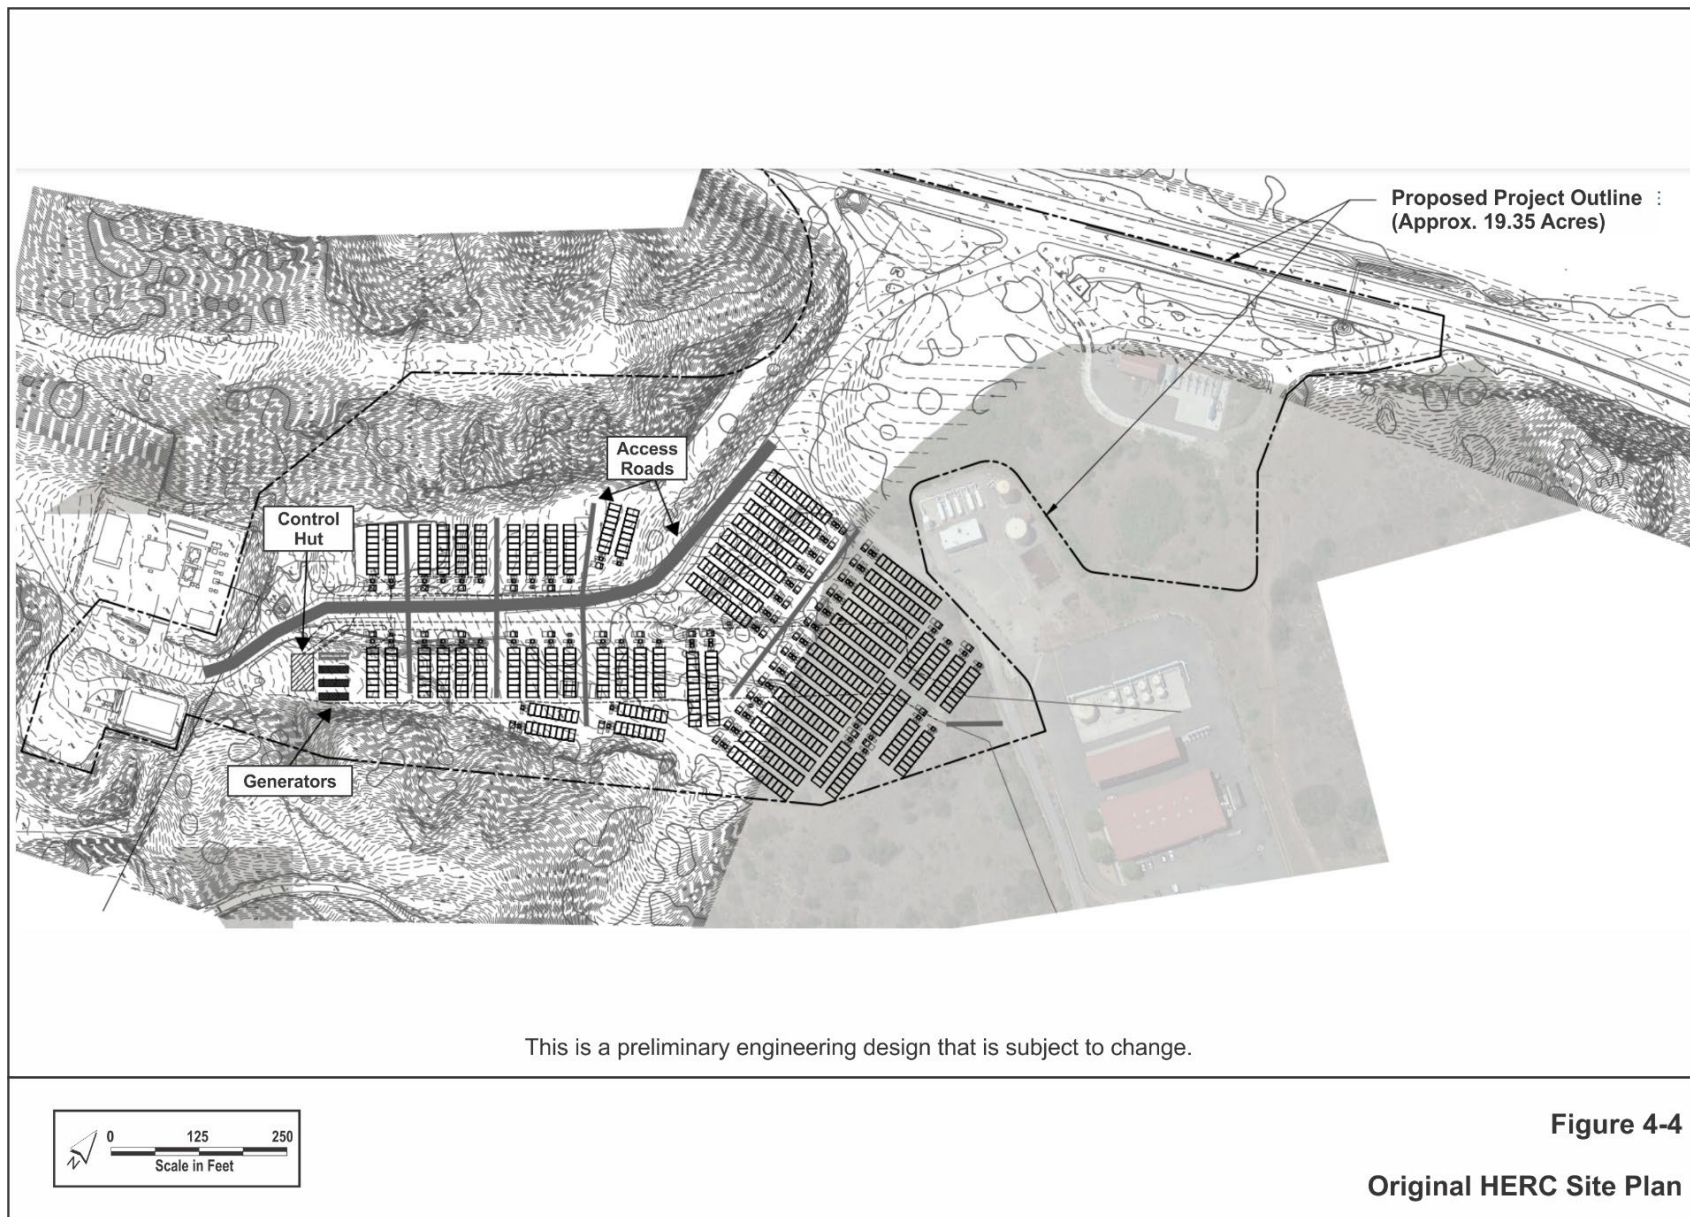 Proposed Project Outline
(Approx. 19.35 Acres)
Access
Roads
Control
Hut
Generators
This is a preliminary engineering design that is subject to change.
0 125 250
Scale in Feet
N
Figure 4-4
Original HERC Site Plan